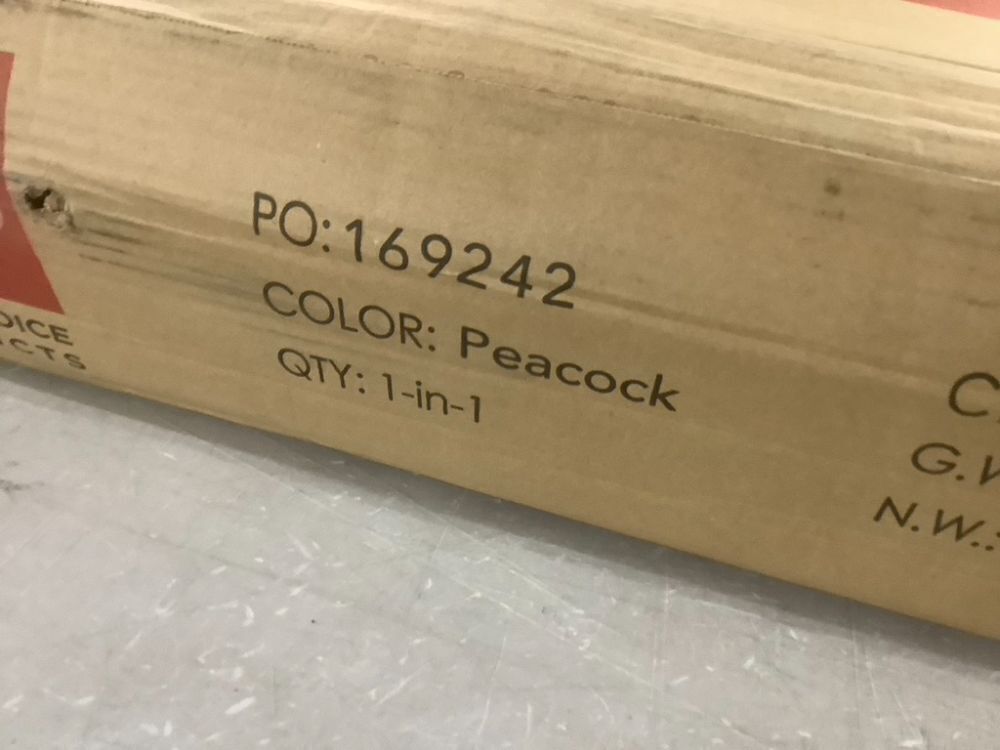 PO:169242
COLOR: Peacock
QTY: 1-in-1
G.
N.W.: